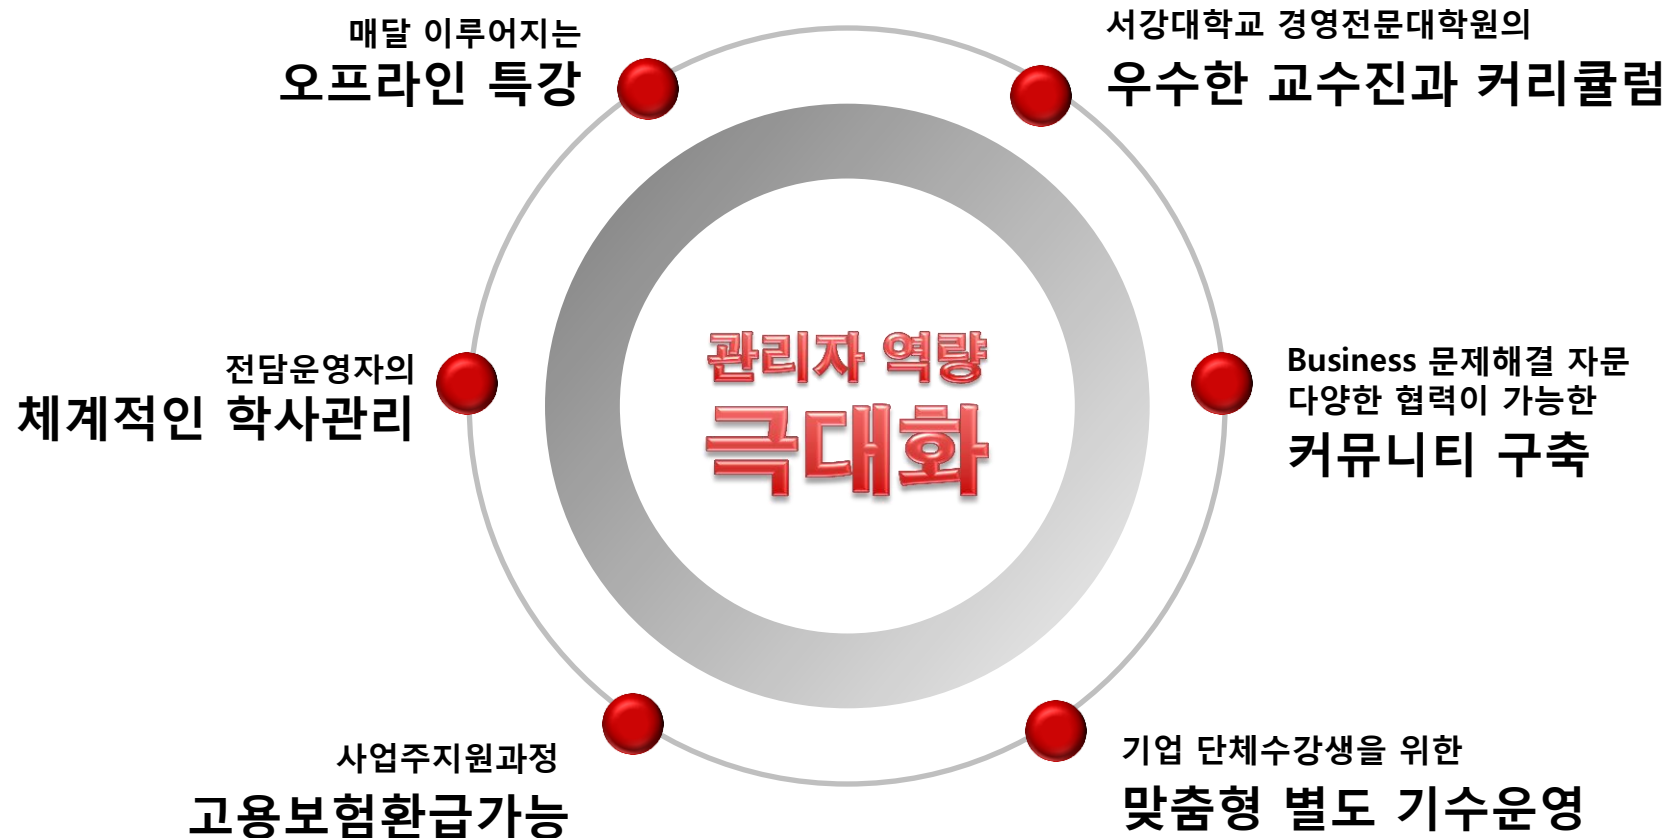 매달 이루어지는
오프라인 특강
서강대학교 경영전문대학원의
우수한 교수진과 커리큘럼
전담운영자의
체계적인 학사관리
관리자 역량
극대화
Business 문제해결 자문
다양한 협력이 가능한
커뮤니티 구축
사업주지원과정
고용보험환급가능
기업 단체수강생을 위한
맞춤형 별도 기수운영